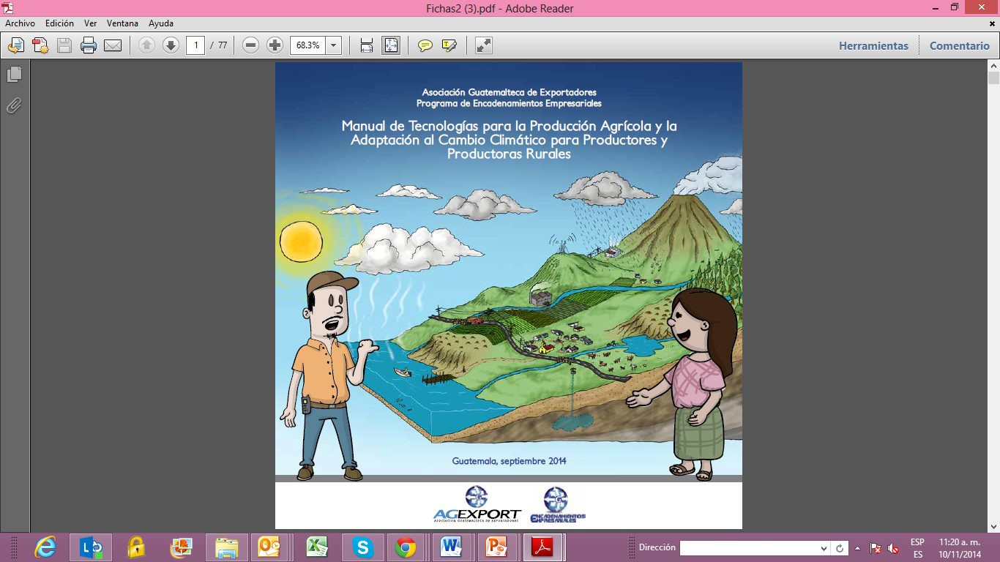 Fichas2 (3).pdf - Adobe Reader
Archivo Edición Ver Ventana Ayuda
1 / 77 68.3% Herramientas Comentario
Asociación Guatemalteca de Exportadores
Programa de Encadenamientos Empresariales
Manual de Tecnologías para la Producción Agrícola y la
Adaptación al Cambio Climático para Productores y
Productoras Rurales
Guatemala, septiembre 2014
AGEXPORT
ASOCIACION GUATEMALTECA DE EXPORTADORES
ENCADENAMIENTOS
EMPRESARIALES
Dirección
ESP
ES
11:20 a. m.
10/11/2014